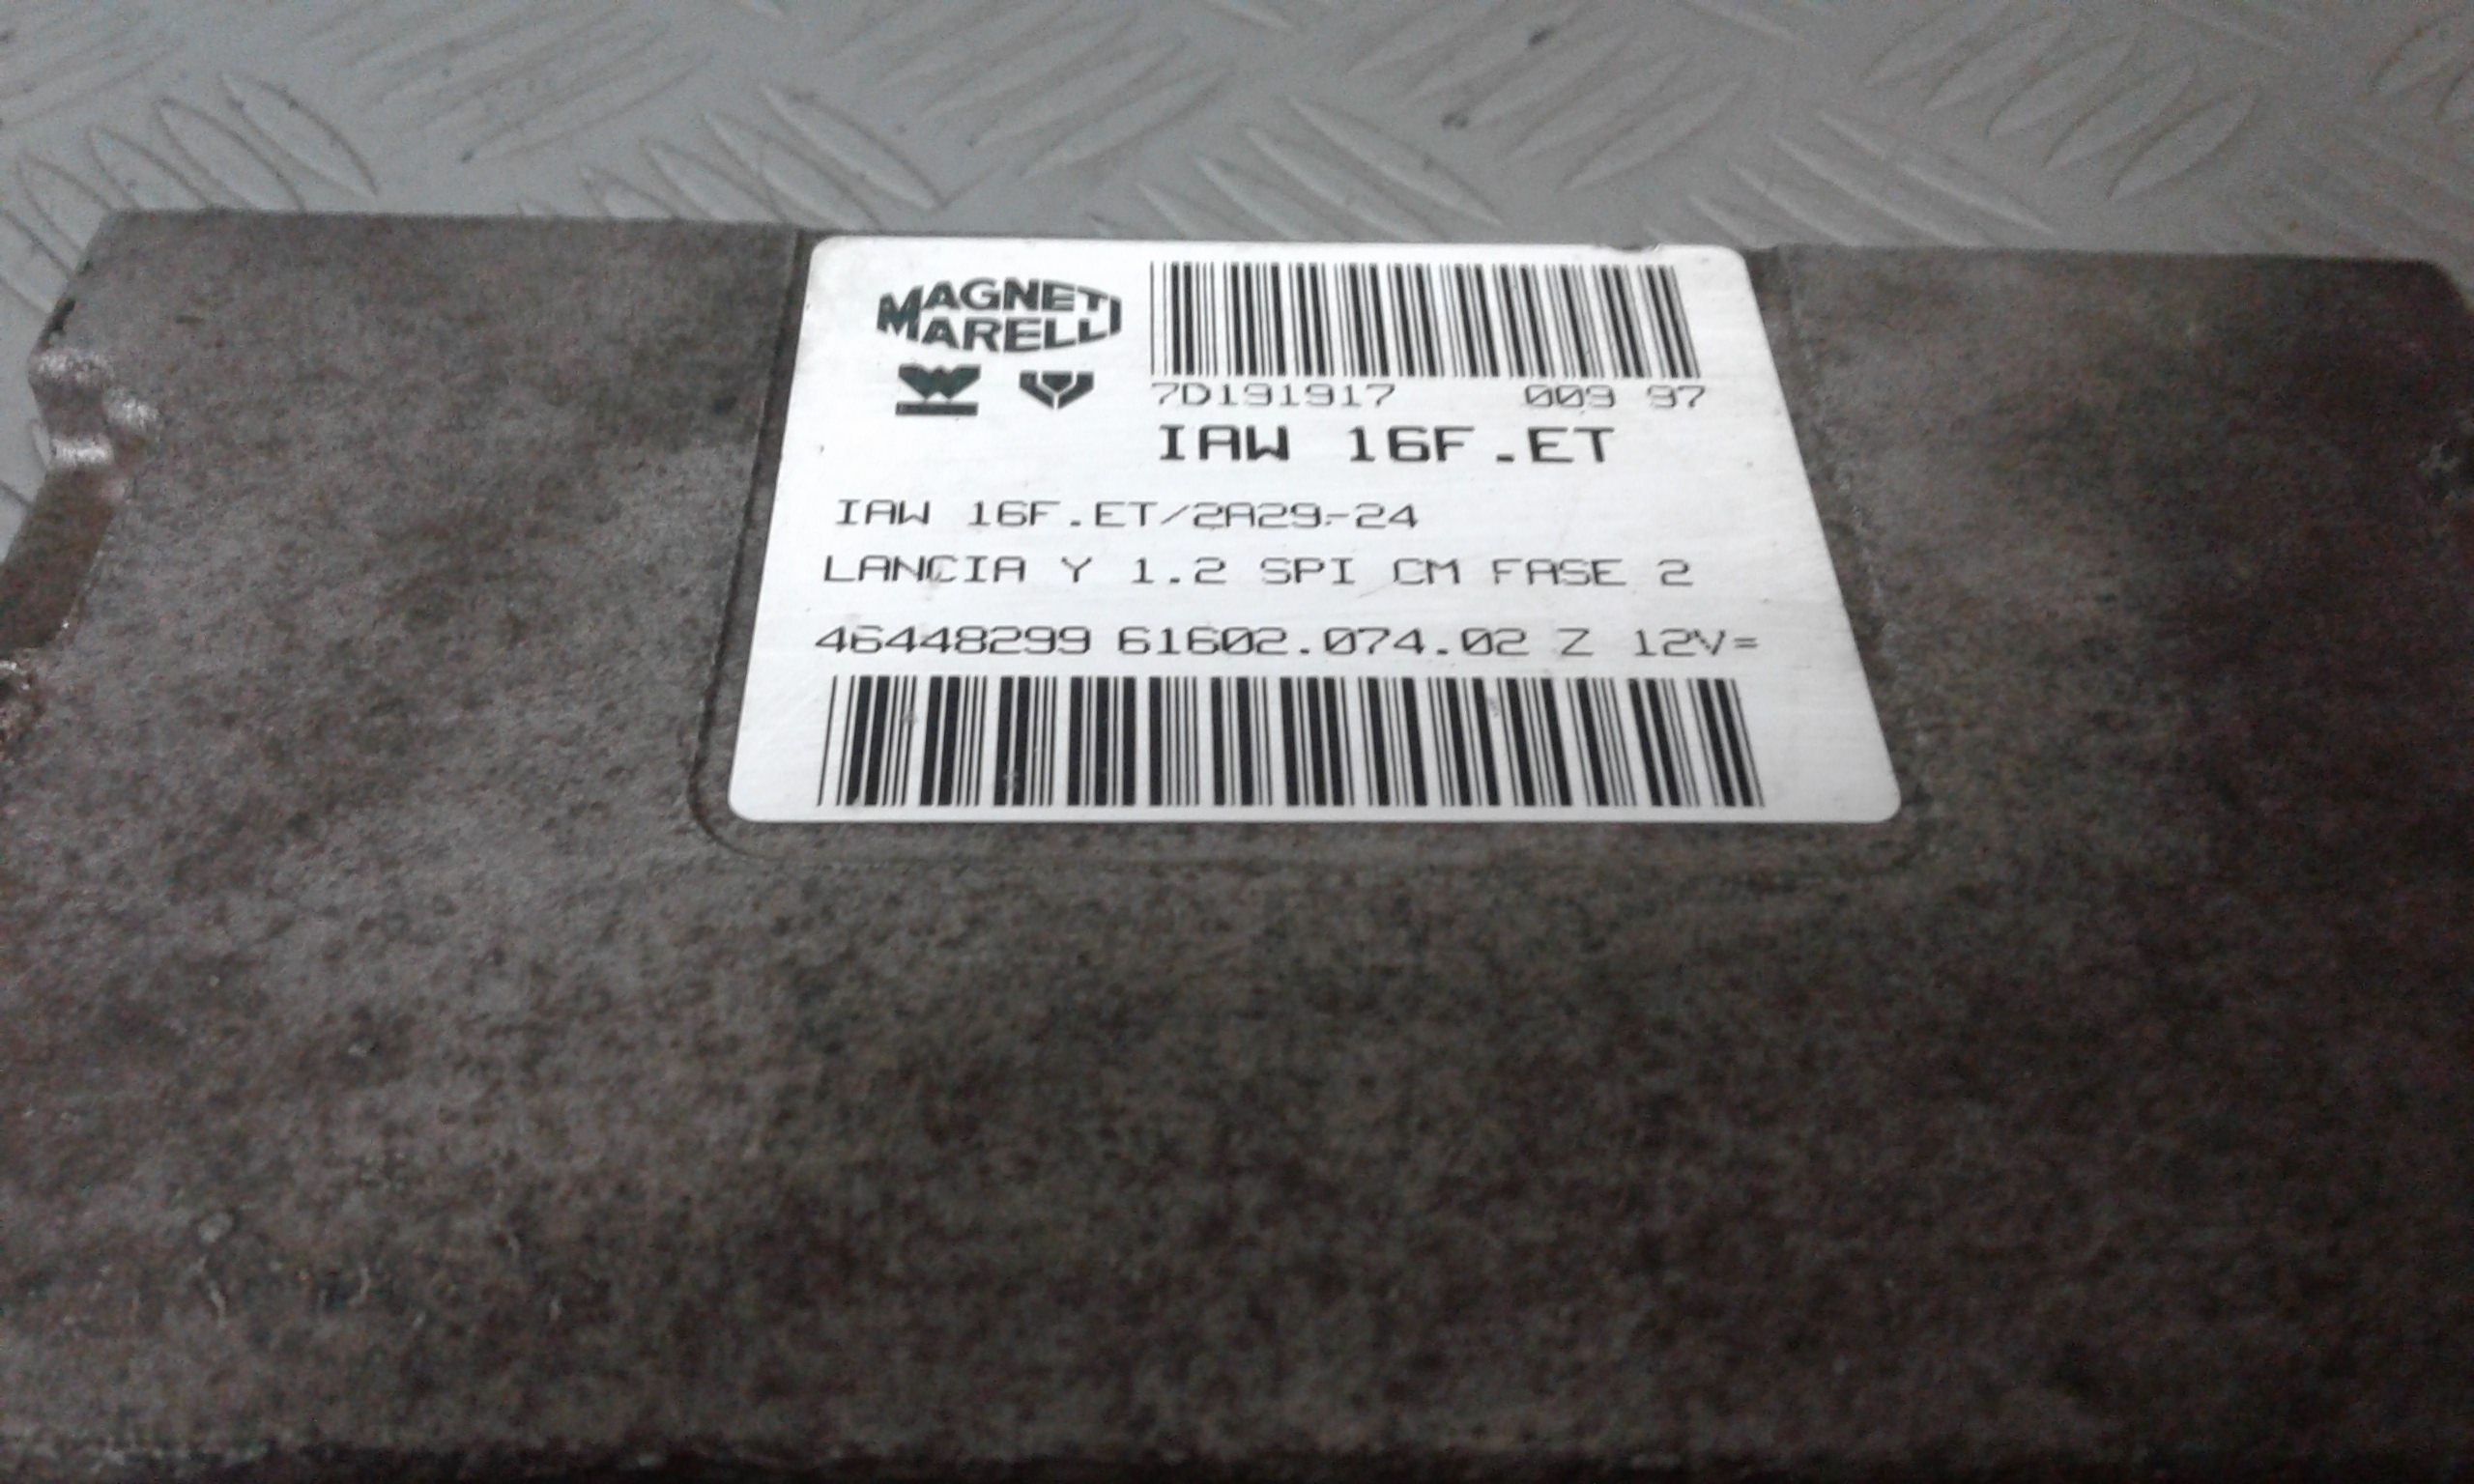 MAGNETI
MARELLI
7D191917 009 97
IAW 16F.ET
IAW 16F.ET/2A29-24
LANCIA Y 1.2 SPI CM FASE 2
46448299 61602.074.02 Z 12V=